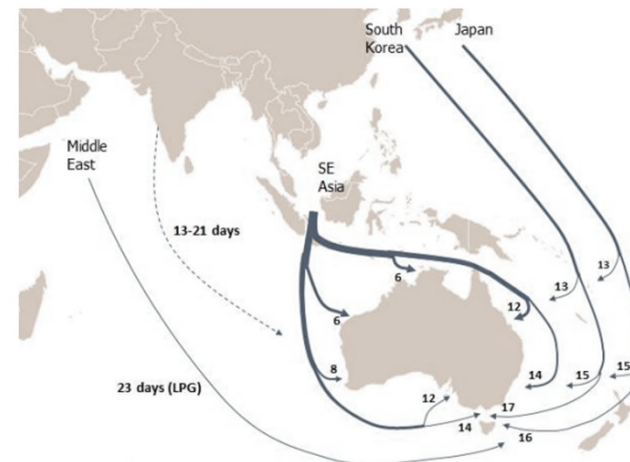 South
Korea
Japan
Middle
East
SE
Asia
13-21 days
6
13
13
12
6
8
23 days (LPG)
12
14
15
15
17
14
16